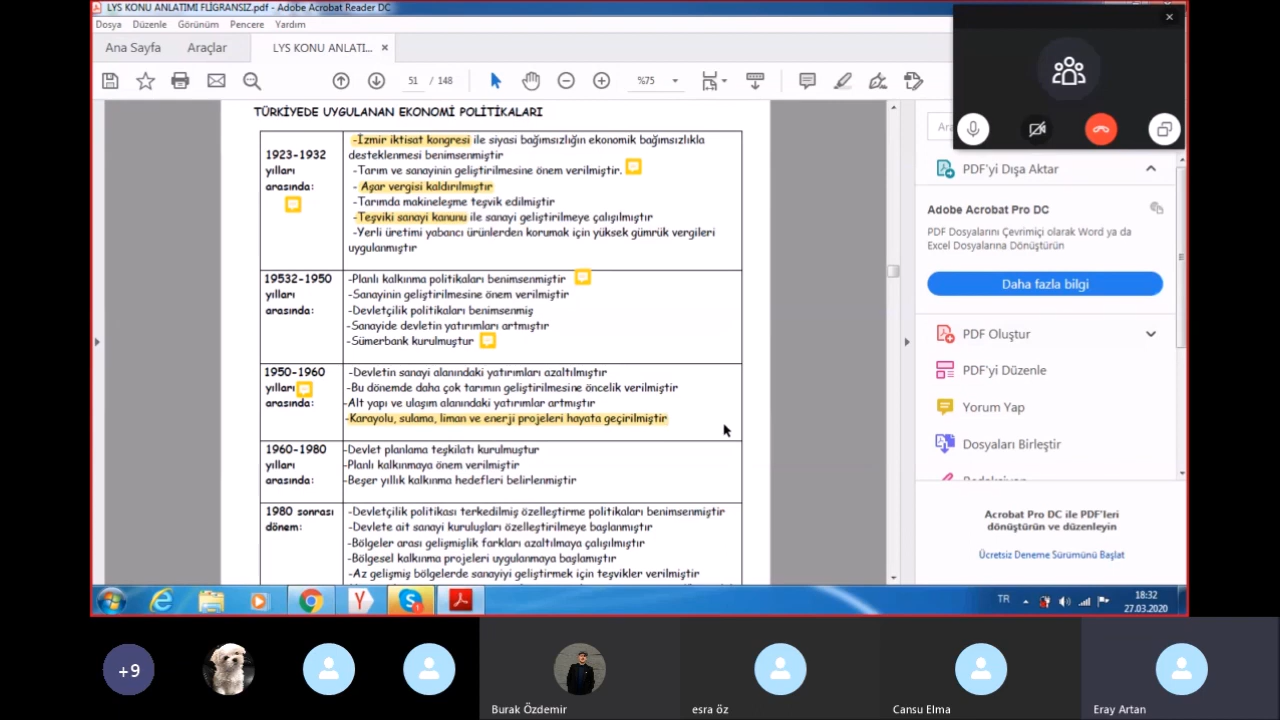 LYS KONU ANLATIMI FLİGRANSIZ.pdf - Adobe Acrobat Reader DC
Dosya Düzenle Görünüm Pencere Yardım
Ana Sayfa Araçlar LYS KONU ANLATI... ×
51 / 148 %75
TÜRKİYEDE UYGULANAN EKONOMİ POLİTİKALARI
1923-1932
yılları
arasında:
-İzmir iktisat kongresi ile siyasi bağımsızlığın ekonomik bağımsızlıkla
desteklenmesi benimsenmiştir
-Tarım ve sanayinin geliştirilmesine önem verilmiştir.
- Aşar vergisi kaldırılmıştır
-Tarımda makineleşme teşvik edilmiştir
-Teşviki sanayi kanunu ile sanayi geliştirilmeye çalışılmıştır
-Yerli üretimi yabancı ürünlerden korumak için yüksek gümrük vergileri
uygulanmıştır
19532-1950
yılları
arasında:
-Planlı kalkınma politikaları benimsenmiştir
-Sanayinin geliştirilmesine önem verilmiştir
-Devletçilik politikaları benimsenmiş
-Sanayide devletin yatırımları artmıştır
-Sümerbank kurulmuştur
1950-1960
yılları
arasında:
-Devletin sanayi alanındaki yatırımları azaltılmıştır
-Bu dönemde daha çok tarımın geliştirilmesine öncelik verilmiştir
-Alt yapı ve ulaşım alanındaki yatırımlar artmıştır
-Karayolu, sulama, liman ve enerji projeleri hayata geçirilmiştir
1960-1980
yılları
arasında:
-Devlet planlama teşkilatı kurulmuştur
-Planlı kalkınmaya önem verilmiştir
-Beşer yıllık kalkınma hedefleri belirlenmiştir
1980 sonrası
dönem:
-Devletçilik politikası terkedilmiş özelleştirme politikaları benimsenmiştir
-Devlete ait sanayi kuruluşları özelleştirilmeye başlanmıştır
-Bölgeler arası gelişmişlik farkları azaltılmaya çalışılmıştır
-Bölgesel kalkınma projeleri uygulanmaya başlamıştır
-Az gelişmiş bölgelerde sanayiyi geliştirmek için teşvikler verilmiştir
PDF'yi Dışa Aktar
Adobe Acrobat Pro DC
PDF Dosyalarını Çevrimiçi olarak Word ya da
Excel Dosyalarına Dönüştürün
Daha fazla bilgi
PDF Oluştur
PDF'yi Düzenle
Yorum Yap
Dosyaları Birleştir
Acrobat Pro DC ile PDF'leri
dönüştürün ve düzenleyin
Ücretsiz Deneme Sürümünü Başlat
TR
18:32
27.03.2020
+9
Burak Özdemir
esra öz
Cansu Elma
Eray Artan